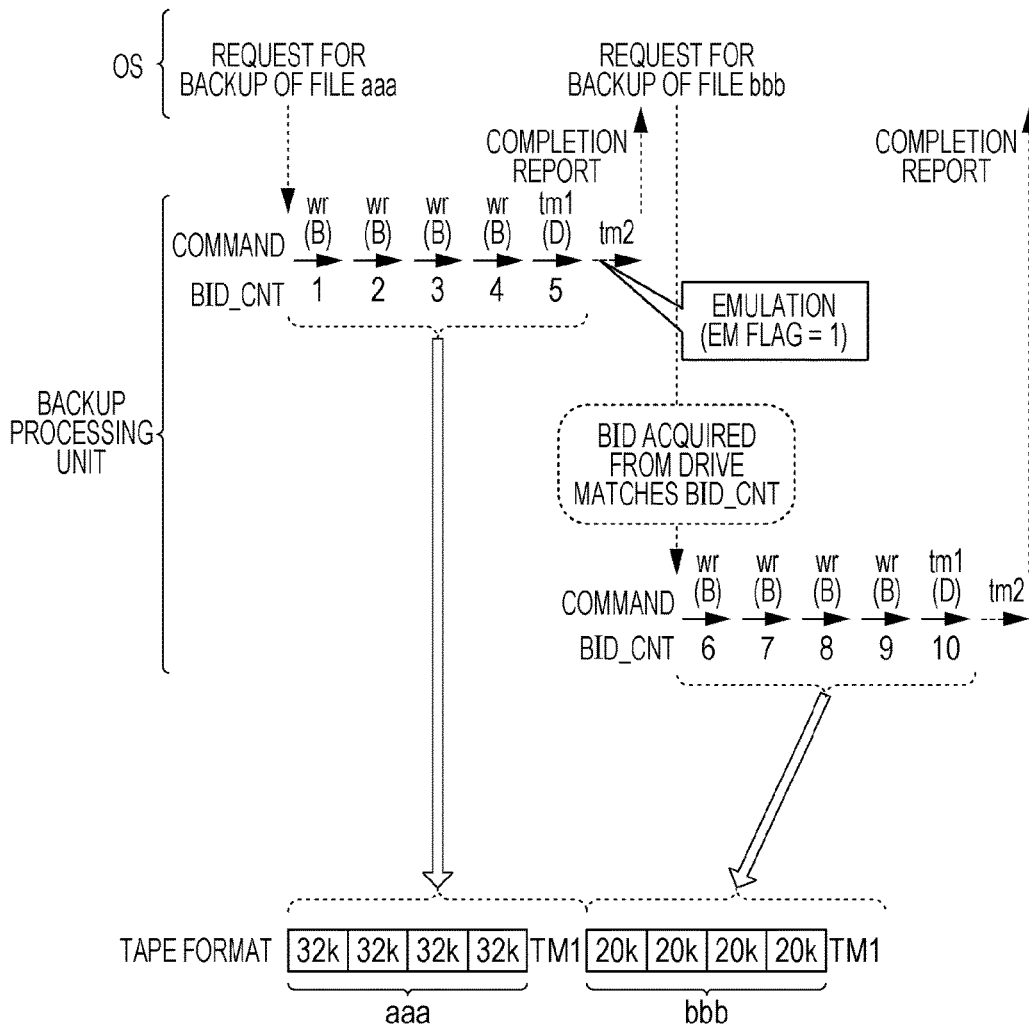 OS
REQUEST FOR
BACKUP OF FILE aaa
REQUEST FOR
BACKUP OF FILE bbb
COMPLETION
REPORT
COMPLETION
REPORT
BACKUP
PROCESSING
UNIT
wr wr wr wr tm1
COMMAND (B) (B) (B) (B) (D) tm2
BID_CNT 1 2 3 4 5
EMULATION
(EM FLAG = 1)
BID ACQUIRED
FROM DRIVE
MATCHES BID_CNT
wr wr wr wr tm1
COMMAND (B) (B) (B) (B) (D) tm2
BID_CNT 6 7 8 9 10
TAPE FORMAT 32k 32k 32k 32k TM1 20k 20k 20k 20k TM1
aaa bbb